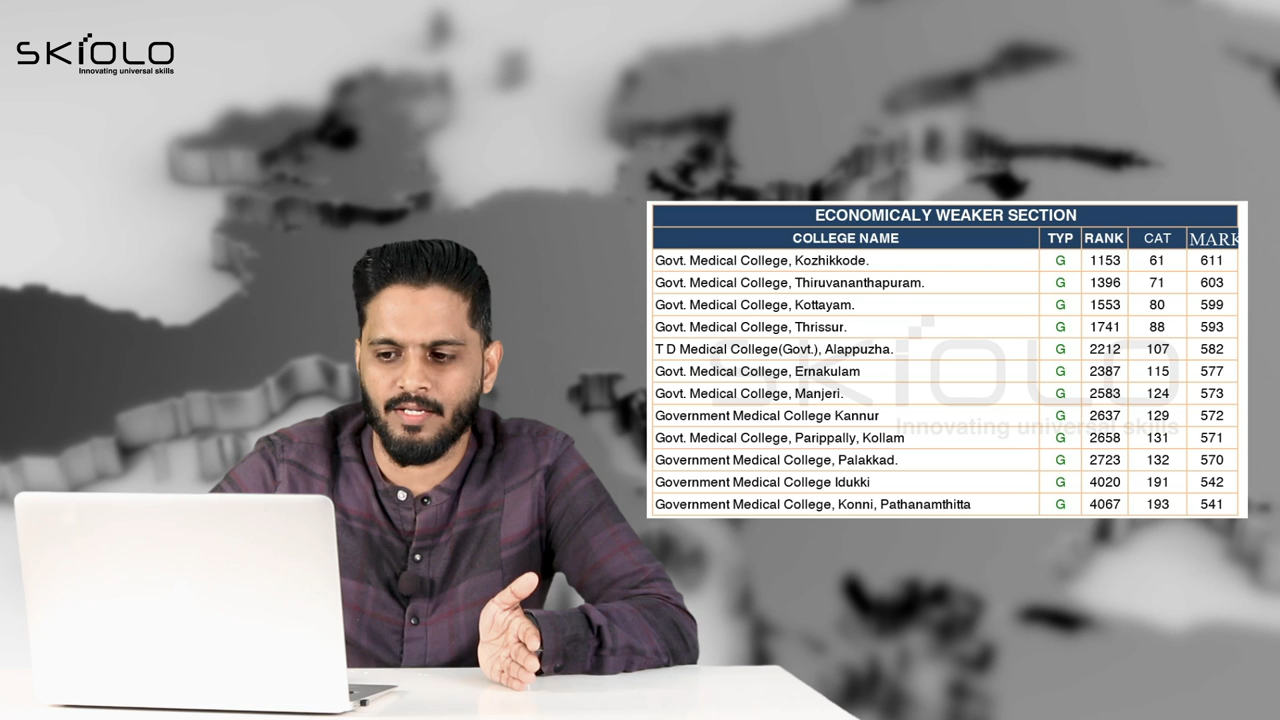 SKIOLO
Innovating universal skills
ECONOMICALY WEAKER SECTION
COLLEGE NAME TYP RANK CAT MARK
Govt. Medical College, Kozhikkode. G 1153 61 611
Govt. Medical College, Thiruvananthapuram. G 1396 71 603
Govt. Medical College, Kottayam. G 1553 80 599
Govt. Medical College, Thrissur. G 1741 88 593
T D Medical College(Govt.), Alappuzha. G 2212 107 582
Govt. Medical College, Ernakulam G 2387 115 577
Govt. Medical College, Manjeri. G 2583 124 573
Government Medical College Kannur G 2637 129 572
Govt. Medical College, Parippally, Kollam G 2658 131 571
Government Medical College, Palakkad. G 2723 132 570
Government Medical College Idukki G 4020 191 542
Government Medical College, Konni, Pathanamthitta G 4067 193 541
SKIOLO
Innovating universal skills